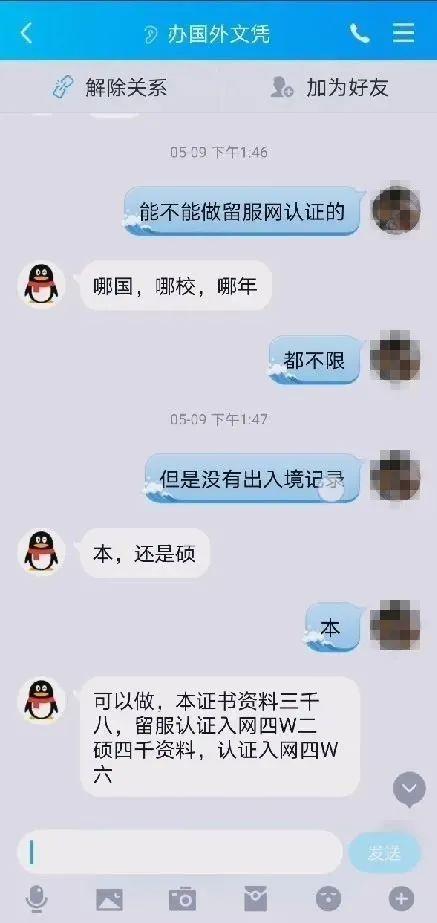 办国外文凭
解除关系
加为好友
05-09 下午1:46
能不能做留服网认证的
哪国，哪校，哪年
都不限
05-09 下午1:47
但是没有出入境记录
本，还是硕
本
可以做，本证书资料三千
八，留服认证入网四W二
硕四千资料，认证入网四W
六
发送